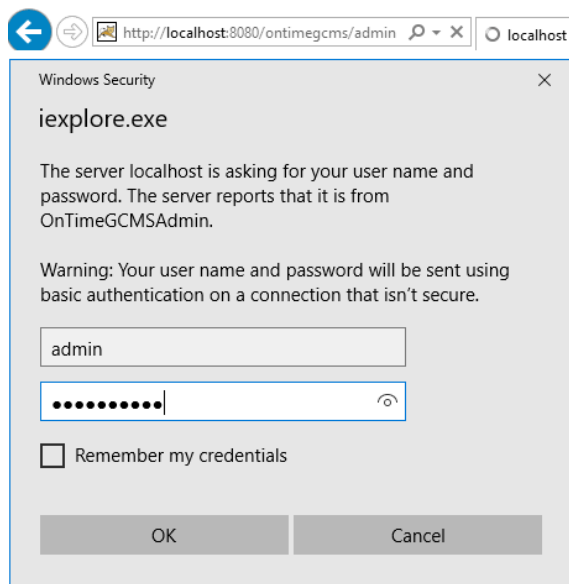 http://localhost:8080/ontimegcms/admin
localhost
Windows Security
iexplore.exe
The server localhost is asking for your user name and
password. The server reports that it is from
OnTimeGCMSAdmin.
Warning: Your user name and password will be sent using
basic authentication on a connection that isn’t secure.
admin
••••••••••
Remember my credentials
OK Cancel